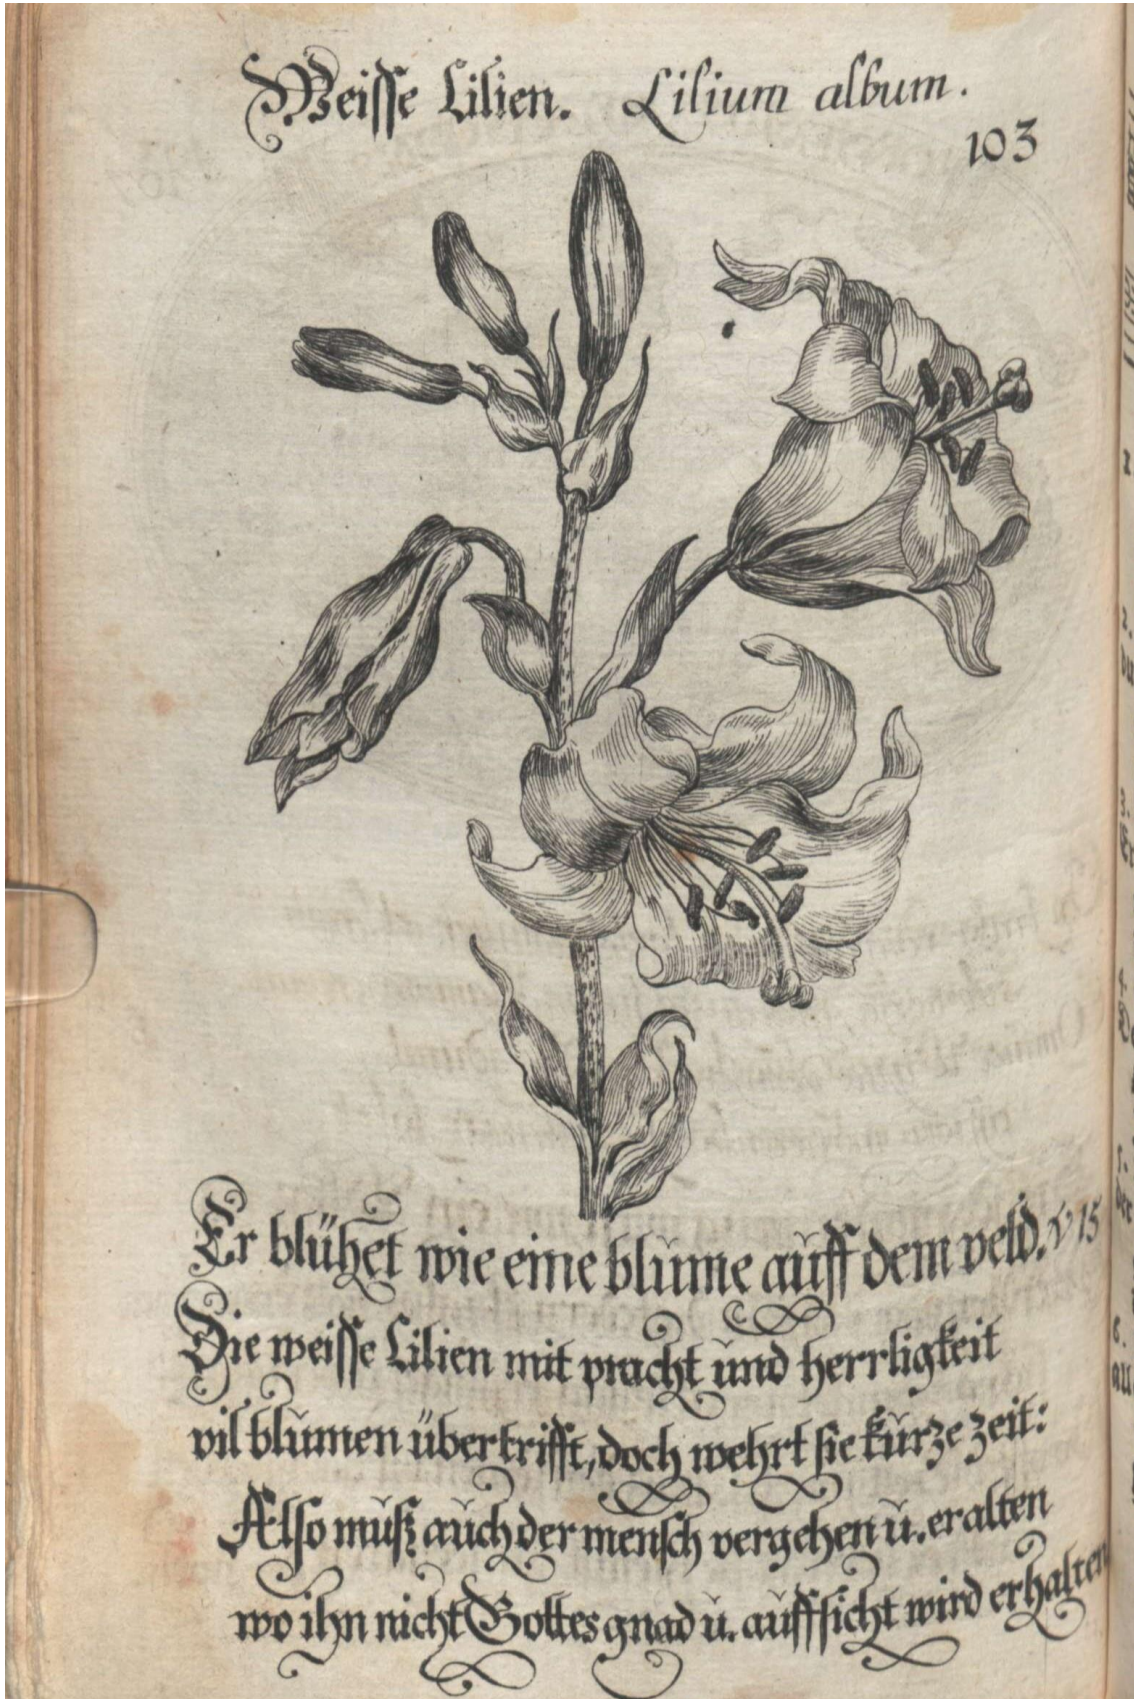 Weisse Lilien. Lilium album.
103
Er blühet wie eine blume auff dem veld. v 15
Die weisse Lilien mit pracht und herrligkeit
vil blumen übertrifft, doch wehrt sie kurze zeit:
Also muß auch der mensch vergehen u. eralten
wo ihn nicht Gottes gnad u. auffsicht wird erhalten